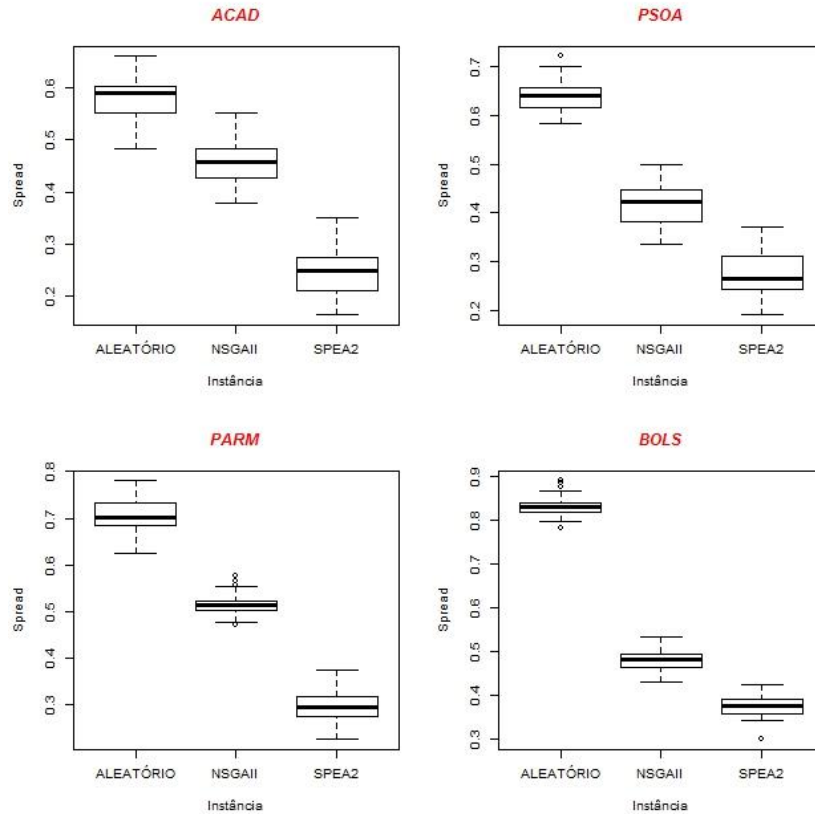 ACAD
Spread
0.2 0.3 0.4 0.5 0.6
ALEATÓRIO NSGAII SPEA2
Instância
PSOA
Spread
0.2 0.3 0.4 0.5 0.6 0.7
ALEATÓRIO NSGAII SPEA2
Instância
PARM
Spread
0.3 0.4 0.5 0.6 0.7 0.8
ALEATÓRIO NSGAII SPEA2
Instância
BOLS
Spread
0.3 0.4 0.5 0.6 0.7 0.8 0.9
ALEATÓRIO NSGAII SPEA2
Instância